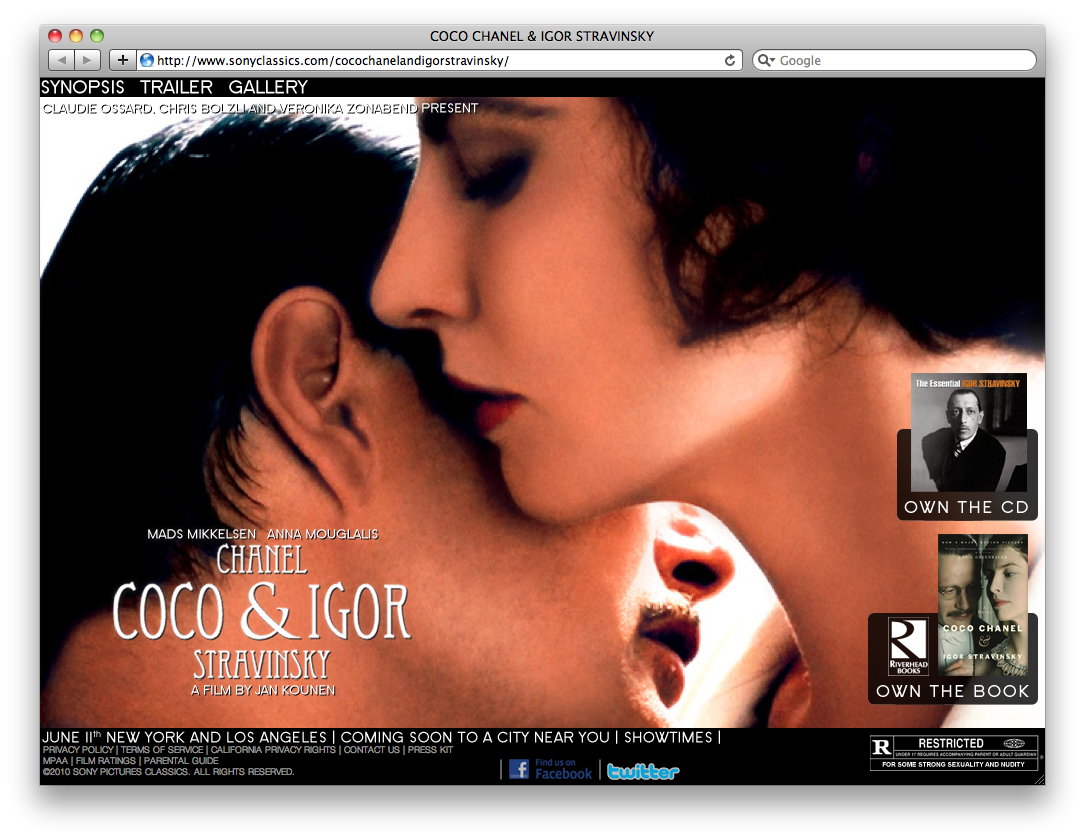 COCO CHANEL & IGOR STRAVINSKY
http://www.sonyclassics.com/cocochanelandigorstravinsky/
Google
SYNOPSIS TRAILER GALLERY
CLAUDIE OSSARD, CHRIS BOLZLI AND VERONIKA ZONABEND PRESENT
The Essential IGOR STRAVINSKY
OWN THE CD
MADS MIKKELSEN ANNA MOUGLALIS
CHANEL
COCO & IGOR
STRAVINSKY
A FILM BY JAN KOUNEN
NOW A MAJOR MOTION PICTURE
COCO CHANEL
&
IGOR STRAVINSKY
R
RIVERHEAD
BOOKS
OWN THE BOOK
JUNE 11th NEW YORK AND LOS ANGELES | COMING SOON TO A CITY NEAR YOU | SHOWTIMES |
PRIVACY POLICY | TERMS OF SERVICE | CALIFORNIA PRIVACY RIGHTS | CONTACT US | PRESS KIT
MPAA | FILM RATINGS | PARENTAL GUIDE
©2010 SONY PICTURES CLASSICS. ALL RIGHTS RESERVED.
| f Find us on
Facebook | twitter
R RESTRICTED
UNDER 17 REQUIRES ACCOMPANYING PARENT OR ADULT GUARDIAN
FOR SOME STRONG SEXUALITY AND NUDITY